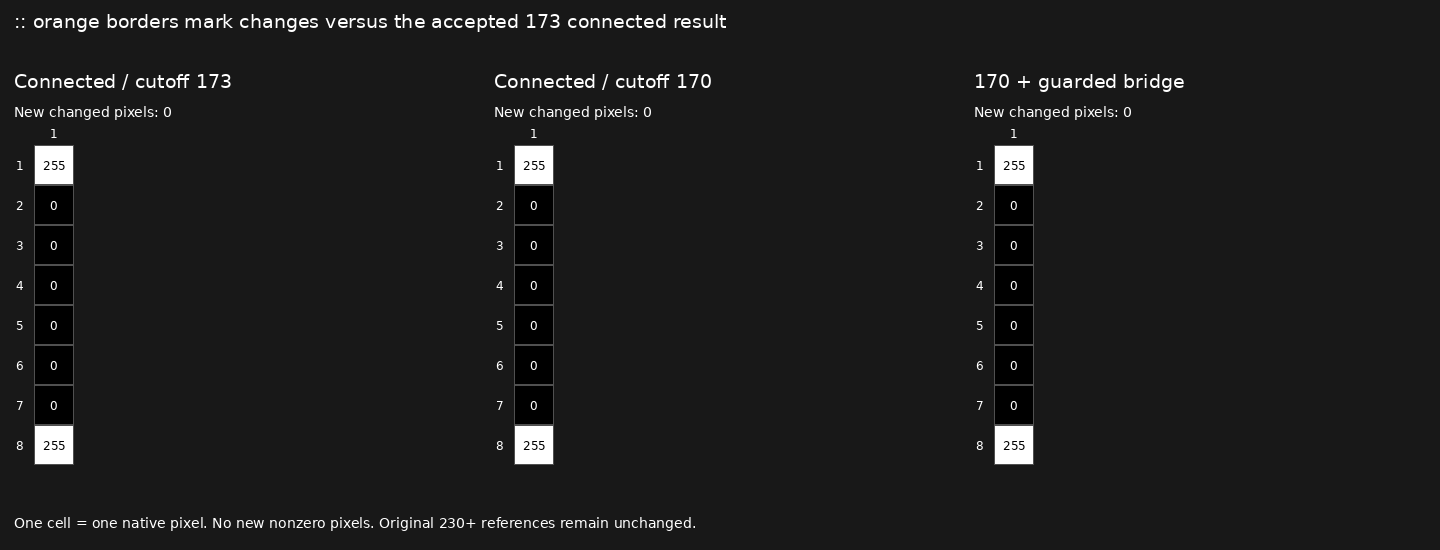 :: orange borders mark changes versus the accepted 173 connected result
Connected / cutoff 173 Connected / cutoff 170 170 + guarded bridge
New changed pixels: 0 New changed pixels: 0 New changed pixels: 0
1 1 1
1 255 1 255 1 255
2 0 2 0 2 0
3 0 3 0 3 0
4 0 4 0 4 0
5 0 5 0 5 0
6 0 6 0 6 0
7 0 7 0 7 0
8 255 8 255 8 255
One cell = one native pixel. No new nonzero pixels. Original 230+ references remain unchanged.